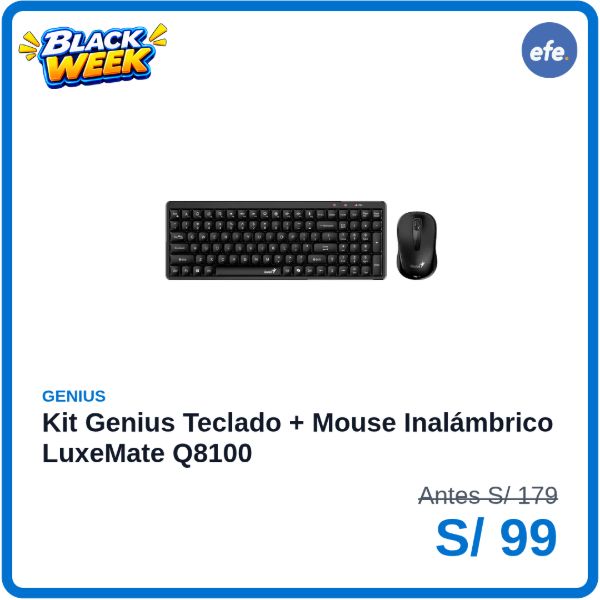 BLACK
WEEK
efe.
GENIUS
Kit Genius Teclado + Mouse Inalámbrico
LuxeMate Q8100
Antes S/ 179
S/ 99